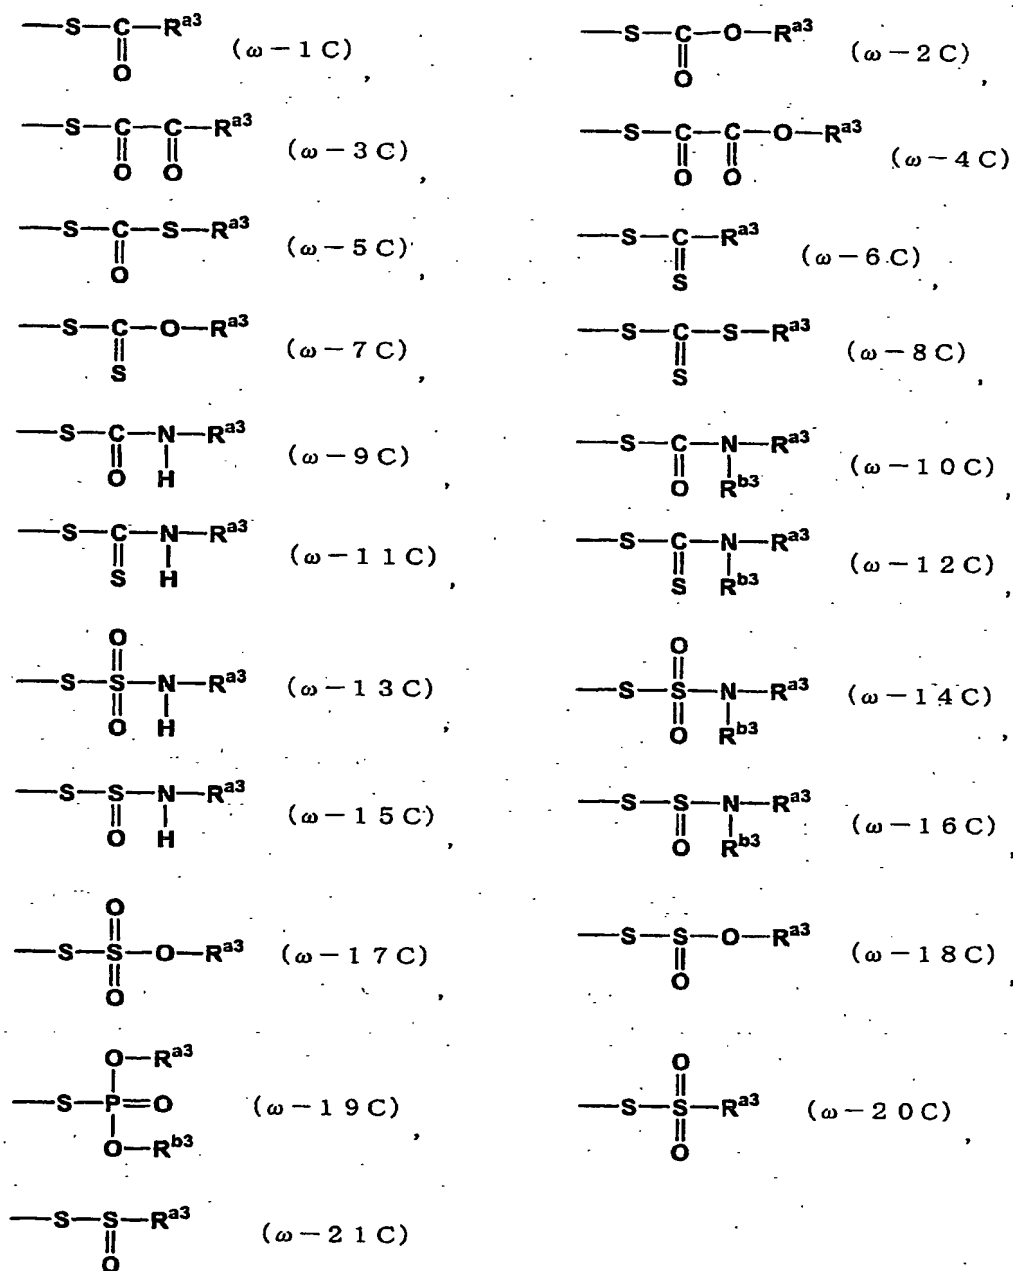 S C R^a3 (ω−1C),
O
S C O R^a3 (ω−2C),
O
S C C R^a3 (ω−3C),
O O
S C C O R^a3 (ω−4C)
O O
S C S R^a3 (ω−5C),
O
S C R^a3 (ω−6C),
S
S C O R^a3 (ω−7C),
S
S C S R^a3 (ω−8C),
S
S C N R^a3 (ω−9C),
O H
S C N R^a3 (ω−10C),
O R^b3
S C N R^a3 (ω−11C),
S H
S C N R^a3 (ω−12C),
S R^b3
O
S S N R^a3 (ω−13C),
O H
O
S S N R^a3 (ω−14C),
O R^b3
S S N R^a3 (ω−15C),
O H
S S N R^a3 (ω−16C),
O R^b3
O
S S O R^a3 (ω−17C),
O
S S O R^a3 (ω−18C),
O
O R^a3
S P O (ω−19C),
O R^b3
O
S S R^a3 (ω−20C),
O
S S R^a3 (ω−21C)
O